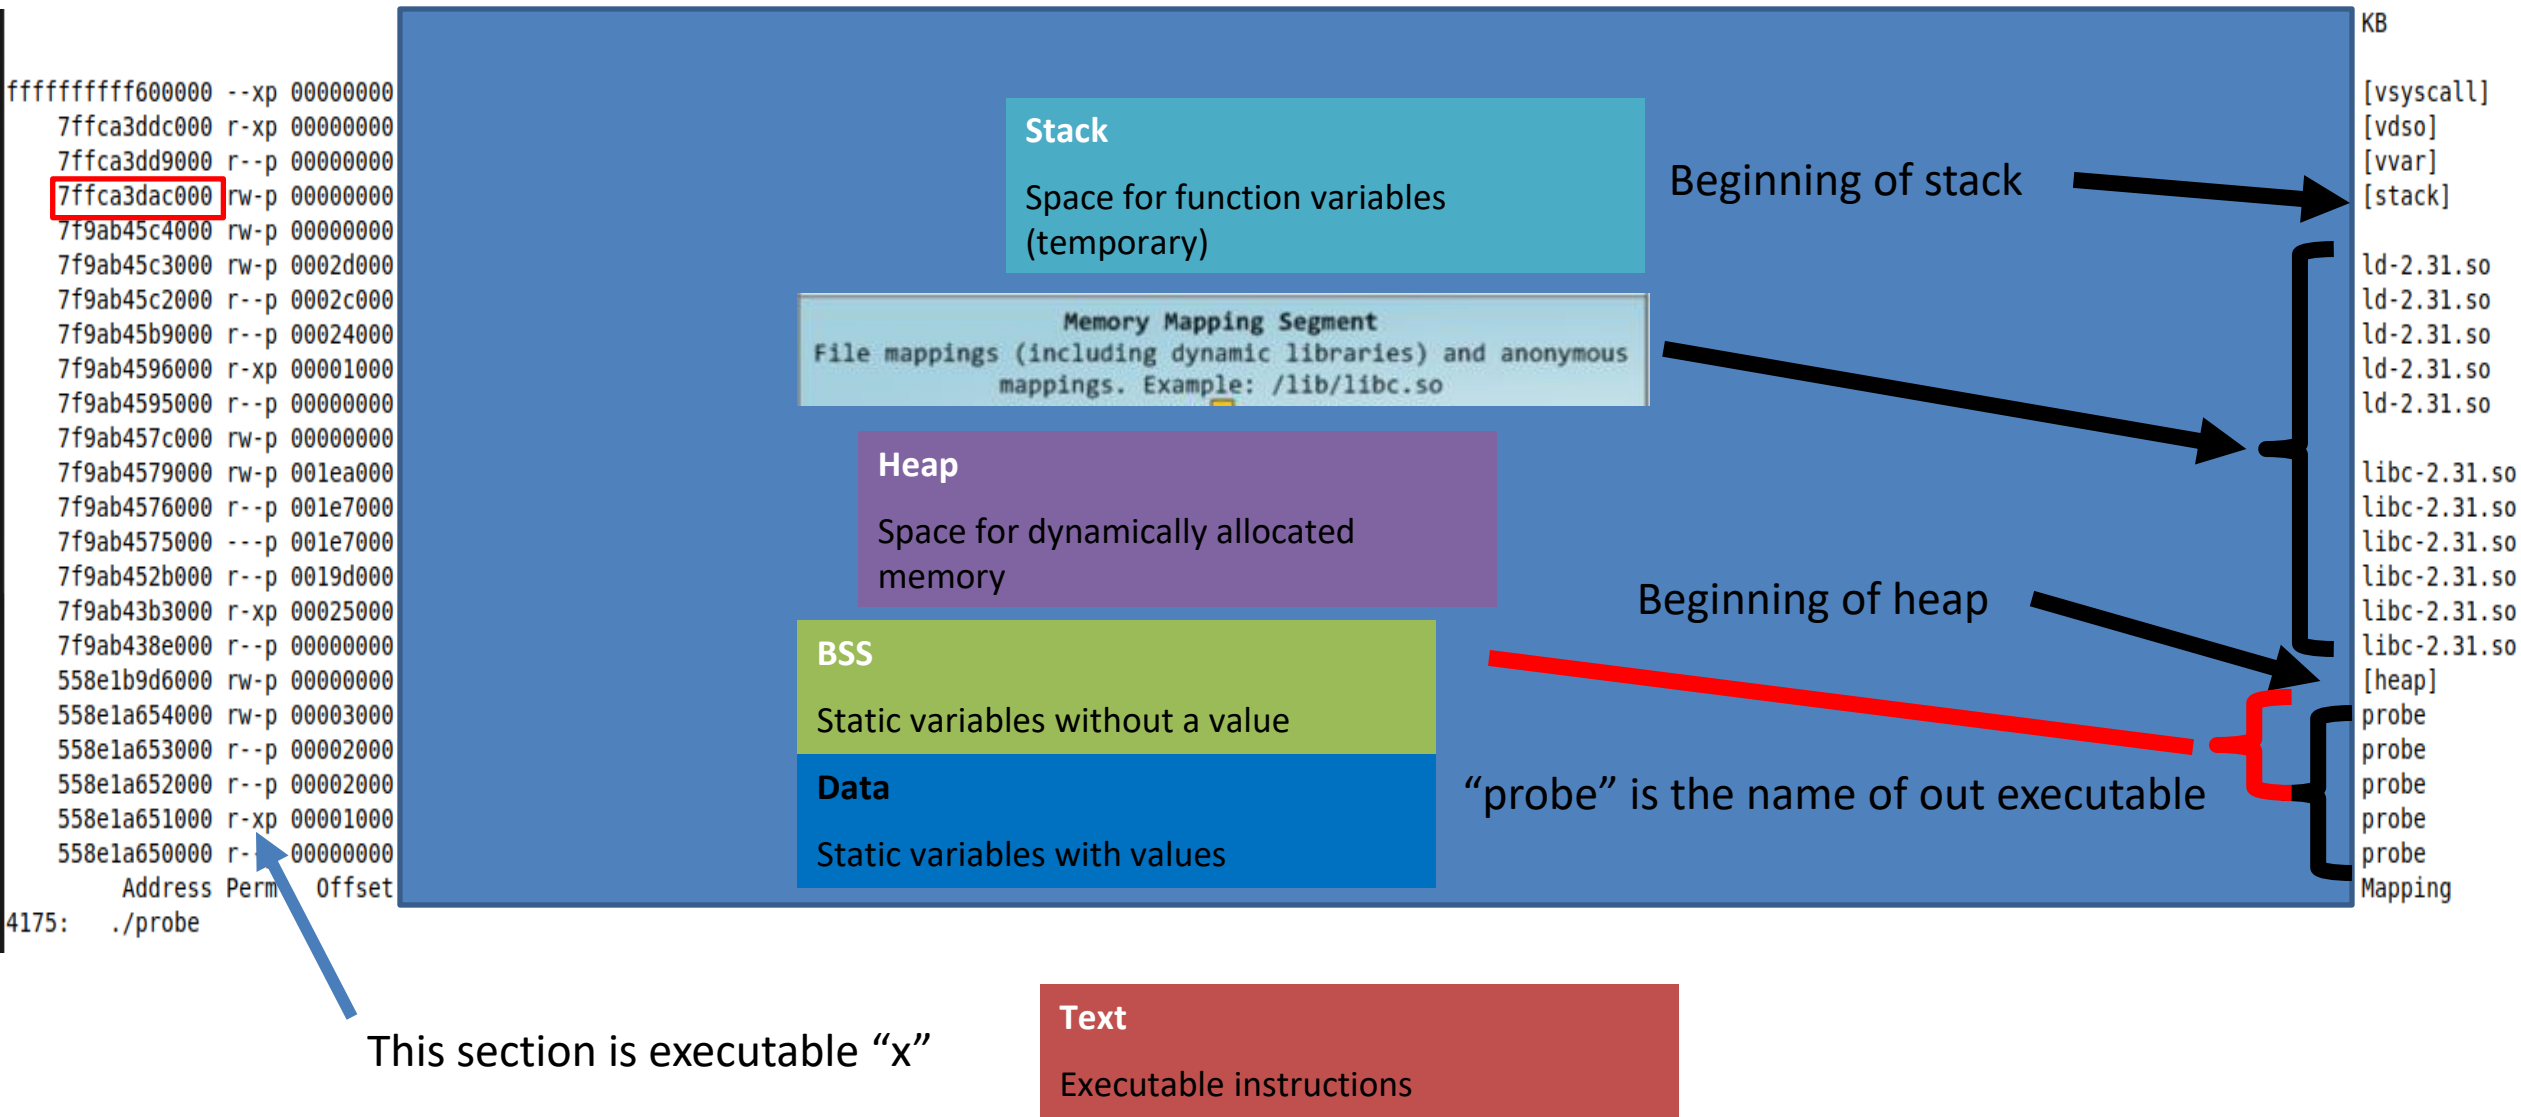 KB
ffffffffff600000 --xp 00000000 [vsyscall]
7ffca3ddc000 r-xp 00000000 [vdso]
7ffca3dd9000 r--p 00000000 [vvar]
7ffca3dac000 rw-p 00000000 [stack]
7f9ab45c4000 rw-p 00000000
7f9ab45c3000 rw-p 0002d000 ld-2.31.so
7f9ab45c2000 r--p 0002c000 ld-2.31.so
7f9ab45b9000 r--p 00024000 ld-2.31.so
7f9ab4596000 r-xp 00001000 ld-2.31.so
7f9ab4595000 r--p 00000000 ld-2.31.so
7f9ab457c000 rw-p 00000000
7f9ab4579000 rw-p 001ea000 libc-2.31.so
7f9ab4576000 r--p 001e7000 libc-2.31.so
7f9ab4575000 ---p 001e7000 libc-2.31.so
7f9ab452b000 r--p 0019d000 libc-2.31.so
7f9ab43b3000 r-xp 00025000 libc-2.31.so
7f9ab438e000 r--p 00000000 libc-2.31.so
558e1b9d6000 rw-p 00000000 [heap]
558e1a654000 rw-p 00003000 probe
558e1a653000 r--p 00002000 probe
558e1a652000 r--p 00002000 probe
558e1a651000 r-xp 00001000 probe
558e1a650000 r-- 00000000 probe
Address Perm Offset Mapping
4175: ./probe
Stack
Space for function variables
(temporary)
Beginning of stack
Memory Mapping Segment
File mappings (including dynamic libraries) and anonymous
mappings. Example: /lib/libc.so
Heap
Space for dynamically allocated
memory
Beginning of heap
BSS
Static variables without a value
Data
Static variables with values
“probe” is the name of out executable
This section is executable “x”
Text
Executable instructions